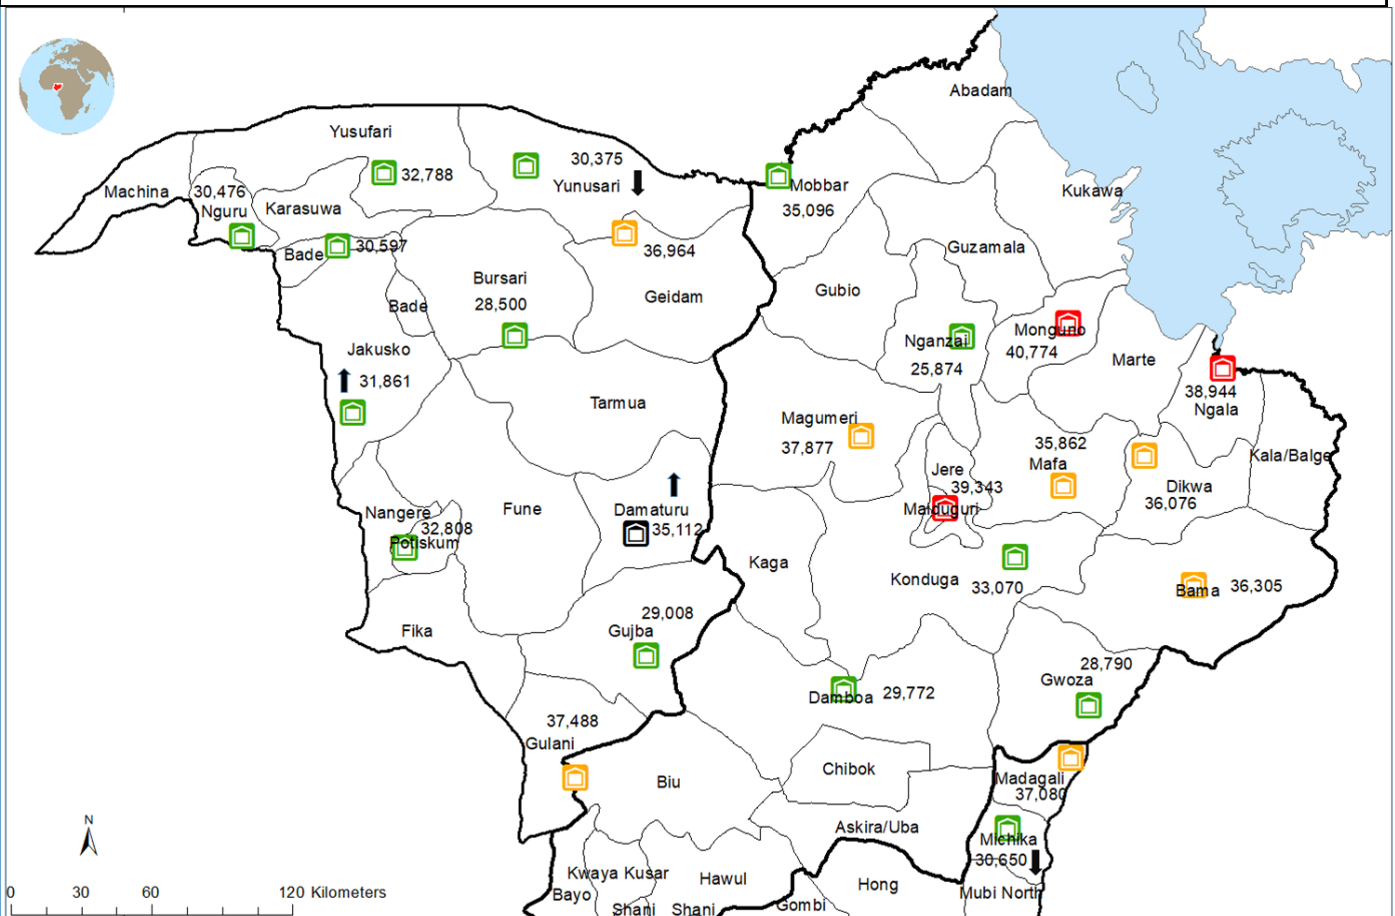 Abadam
Yusufari
30,375
Yunusari
32,788
Machina
30,476
Nguru
Karasuwa
Mobbar
35,096
Kukawa
Bade
30,597
36,964
Guzamala
Bursari
28,500
Geidam
Gubio
Bade
Nganzai
25,874
Monguno
40,774
Marte
Jakusko
31,861
38,944
Ngala
Tarmua
Magumeri
37,877
35,862
Mafa
Kala/Balge
Jere
39,343
Maiduguri
Dikwa
36,076
Nangere
32,808
Potiskum
Fune
Damaturu
35,112
Kaga
Konduga
33,070
Bama
36,305
29,008
Gujba
Fika
28,790
Gwoza
Damboa
29,772
37,488
Gulani
Biu
Chibok
Madagali
37,080
Askira/Uba
Michika
30,650
N
Kwaya Kusar
Hawul
Hong
Mubi North
Bayo
Shani
Shani
Gombi
0 30 60 120 Kilometers